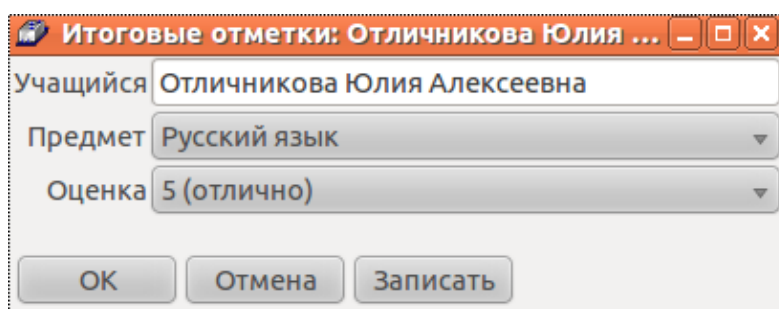 Итоговые отметки: Отличникова Юлия ...
Учащийся Отличникова Юлия Алексеевна
Предмет Русский язык
Оценка 5 (отлично)
ОК Отмена Записать